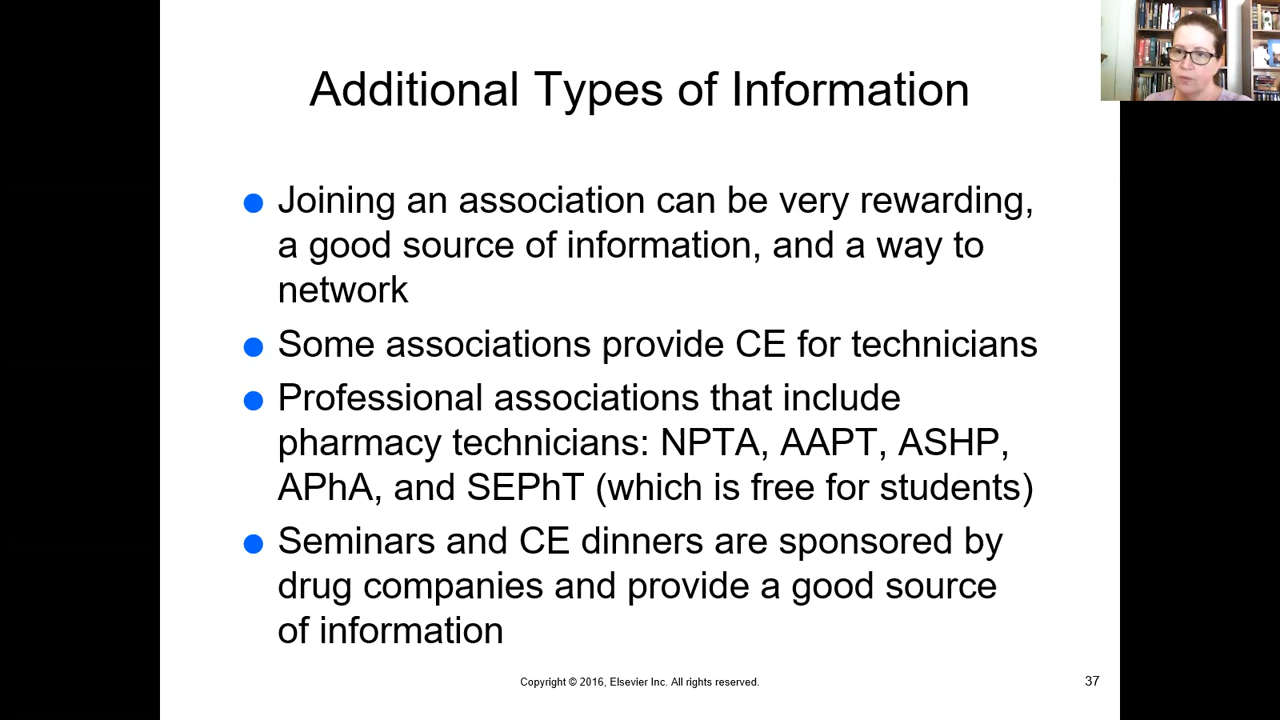 Additional Types of Information
Joining an association can be very rewarding,
a good source of information, and a way to
network
Some associations provide CE for technicians
Professional associations that include
pharmacy technicians: NPTA, AAPT, ASHP,
APhA, and SEPhT (which is free for students)
Seminars and CE dinners are sponsored by
drug companies and provide a good source
of information
Copyright © 2016, Elsevier Inc. All rights reserved.
37